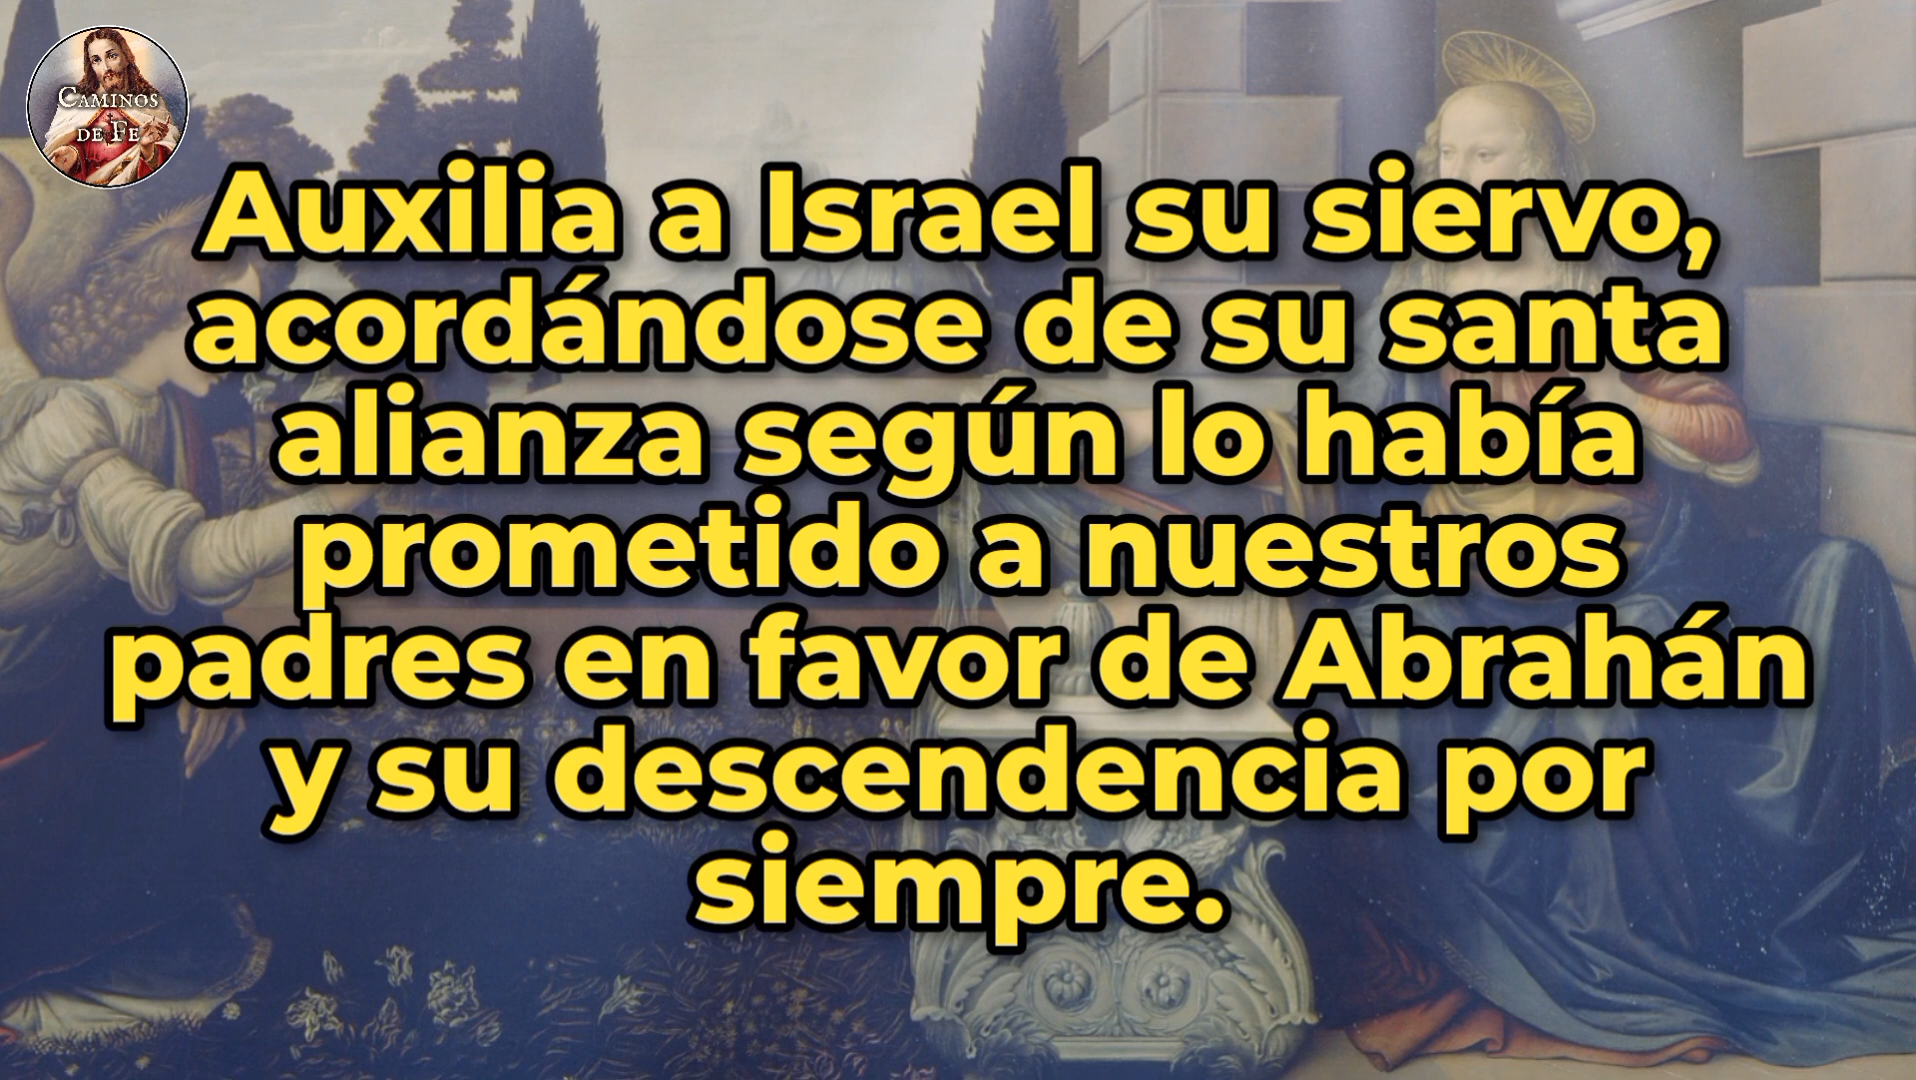 CAMINOS
DE FE
Auxilia a Israel su siervo,
acordándose de su santa
alianza según lo había
prometido a nuestros
padres en favor de Abrahán
y su descendencia por
siempre.